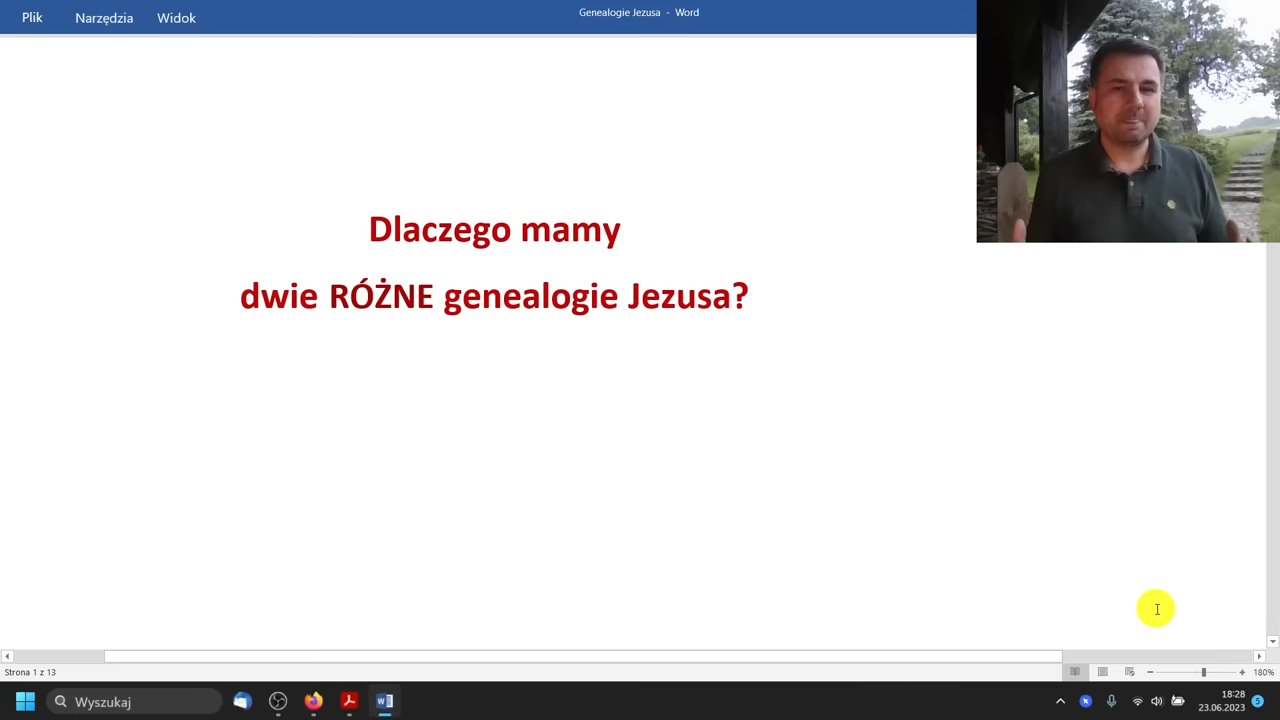 Plik Narzędzia Widok
Genealogie Jezusa - Word
Dlaczego mamy
dwie RÓŻNE genealogie Jezusa?
Strona 1 z 13
180%
Wyszukaj
18:28
23.06.2023